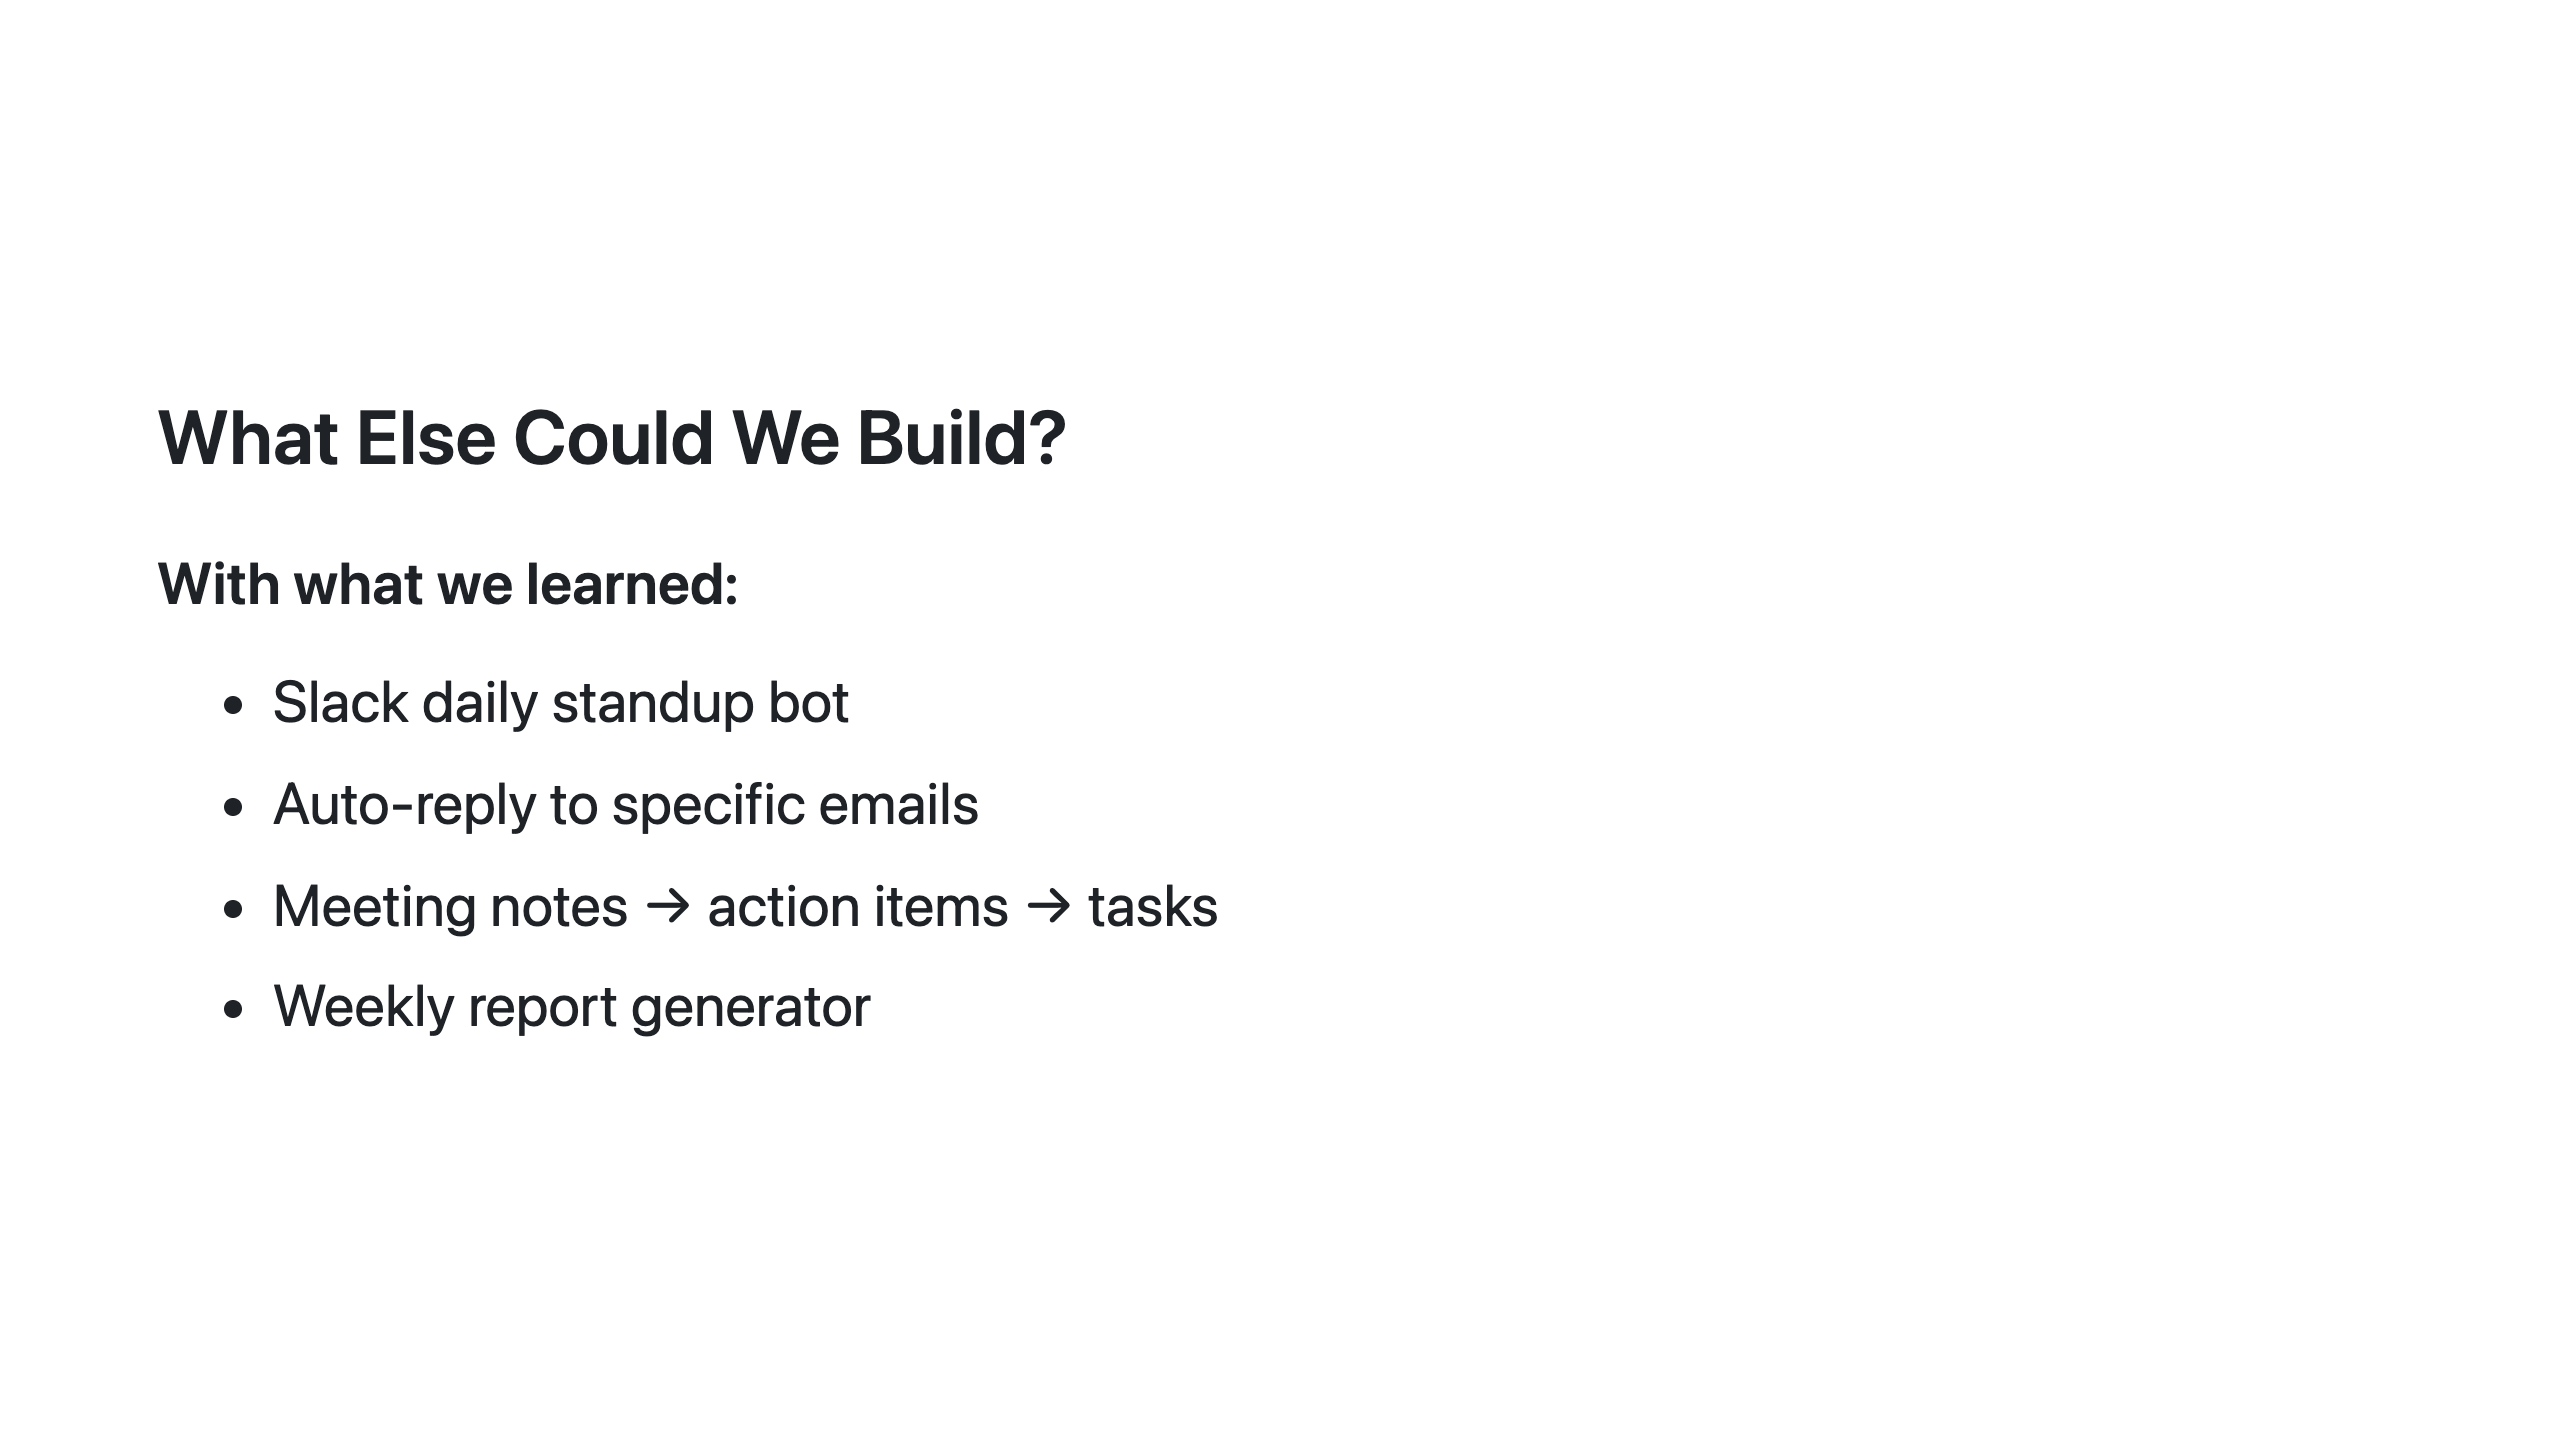 What Else Could We Build?
With what we learned:
• Slack daily standup bot
• Auto-reply to specific emails
• Meeting notes → action items → tasks
• Weekly report generator